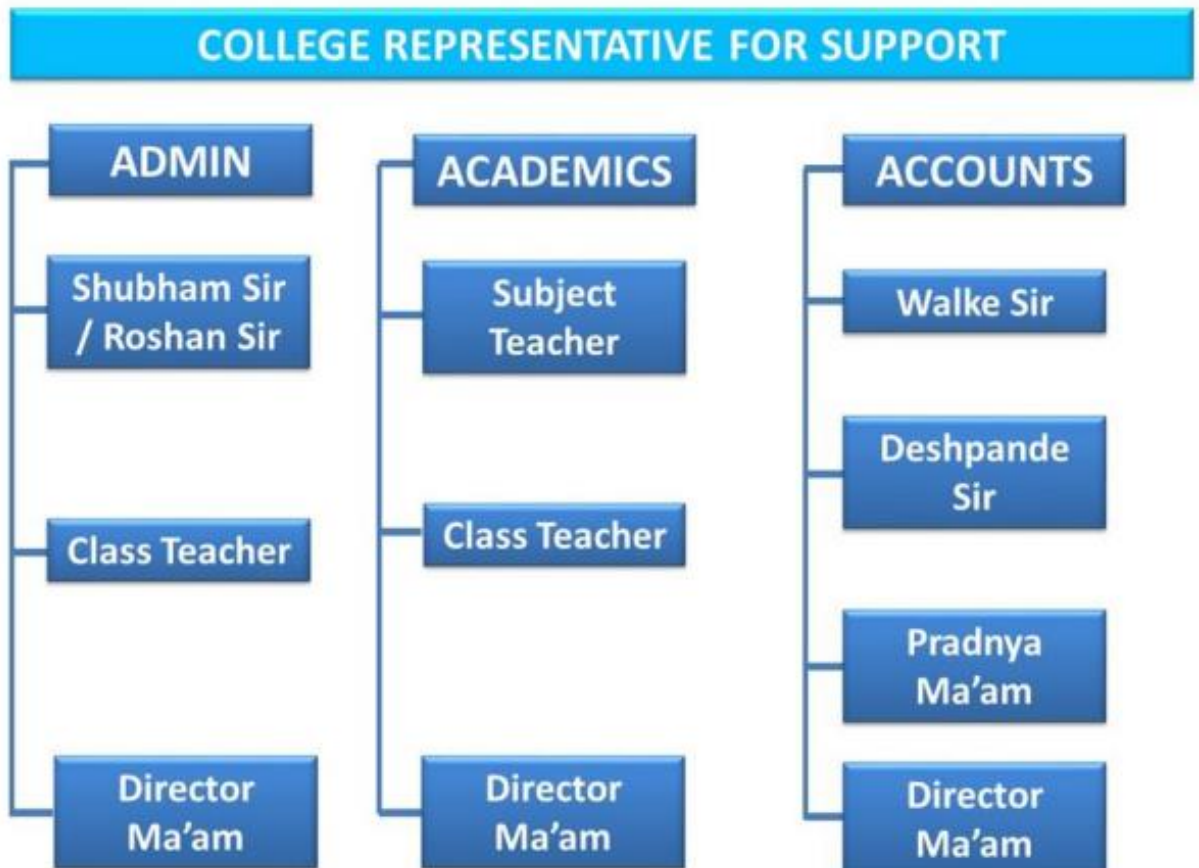 COLLEGE REPRESENTATIVE FOR SUPPORT
ADMIN
Shubham Sir
/ Roshan Sir
Class Teacher
Director
Ma’am
ACADEMICS
Subject
Teacher
Class Teacher
Director
Ma’am
ACCOUNTS
Walke Sir
Deshpande
Sir
Pradnya
Ma’am
Director
Ma’am